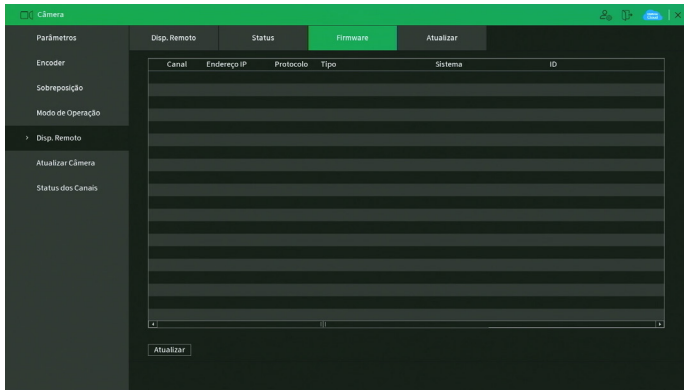 Câmera
Parâmetros
Encoder
Sobreposição
Modo de Operação
Disp. Remoto
Atualizar Câmera
Status dos Canais
Disp. Remoto Status Firmware Atualizar
Canal Endereço IP Protocolo Tipo Sistema ID
Atualizar